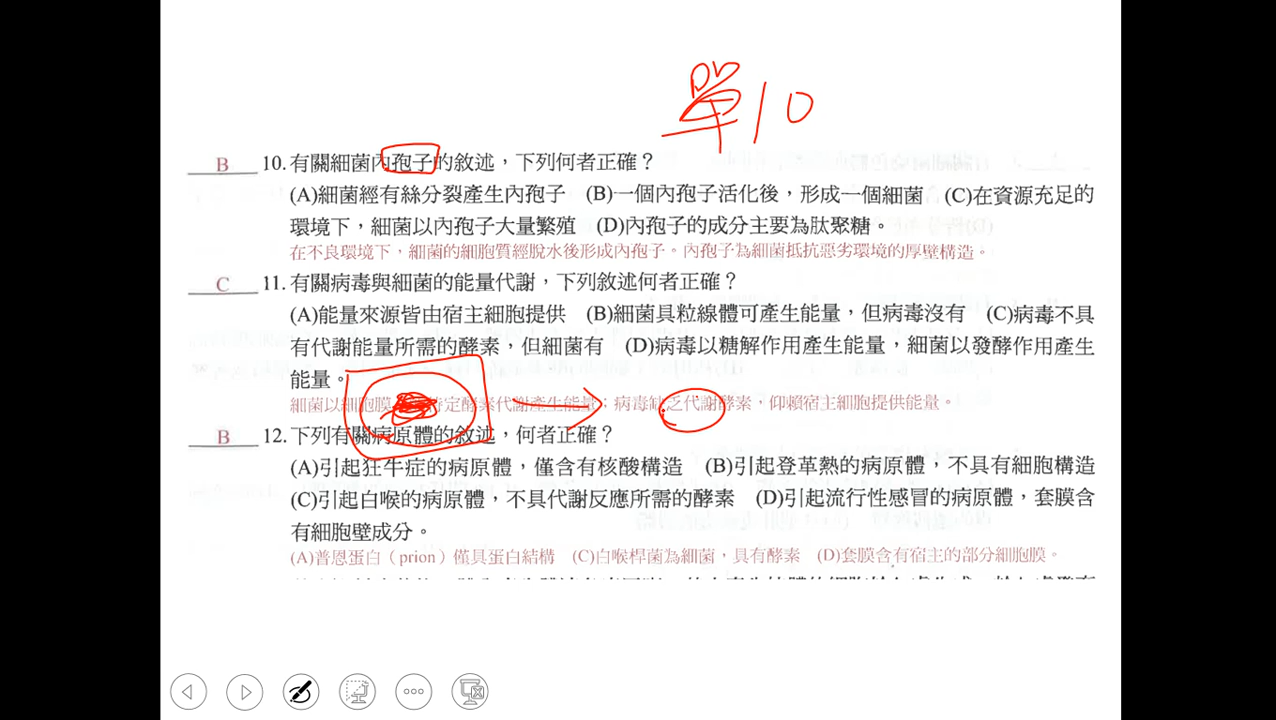 單10
B 10.有關細菌內孢子的敘述，下列何者正確？
(A)細菌經有絲分裂產生內孢子 (B)一個內孢子活化後，形成一個細菌 (C)在資源充足的
環境下，細菌以內孢子大量繁殖 (D)內孢子的成分主要為肽聚糖。
在不良環境下，細菌的細胞質經脫水後形成內孢子。內孢子為細菌抵抗惡劣環境的厚壁構造。
C 11.有關病毒與細菌的能量代謝，下列敘述何者正確？
(A)能量來源皆由宿主細胞提供 (B)細菌具粒線體可產生能量，但病毒沒有 (C)病毒不具
有代謝能量所需的酵素，但細菌有 (D)病毒以糖解作用產生能量，細菌以發酵作用產生
能量。
細菌以細胞膜 特定酵素代謝產生能量；病毒缺乏代謝酵素，仰賴宿主細胞提供能量。
B 12.下列有關病原體的敘述，何者正確？
(A)引起狂牛症的病原體，僅含有核酸構造 (B)引起登革熱的病原體，不具有細胞構造
(C)引起白喉的病原體，不具代謝反應所需的酵素 (D)引起流行性感冒的病原體，套膜含
有細胞壁成分。
(A)普恩蛋白（prion）僅具蛋白結構 (C)白喉桿菌為細菌，具有酵素 (D)套膜含有宿主的部分細胞膜。